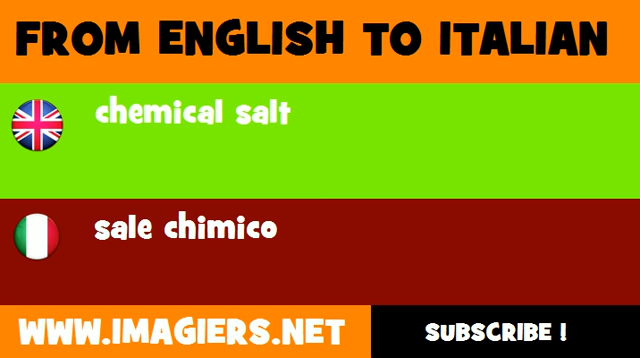 FROM ENGLISH TO ITALIAN
chemical salt
sale chimico
WWW.IMAGIERS.NET
SUBSCRIBE !